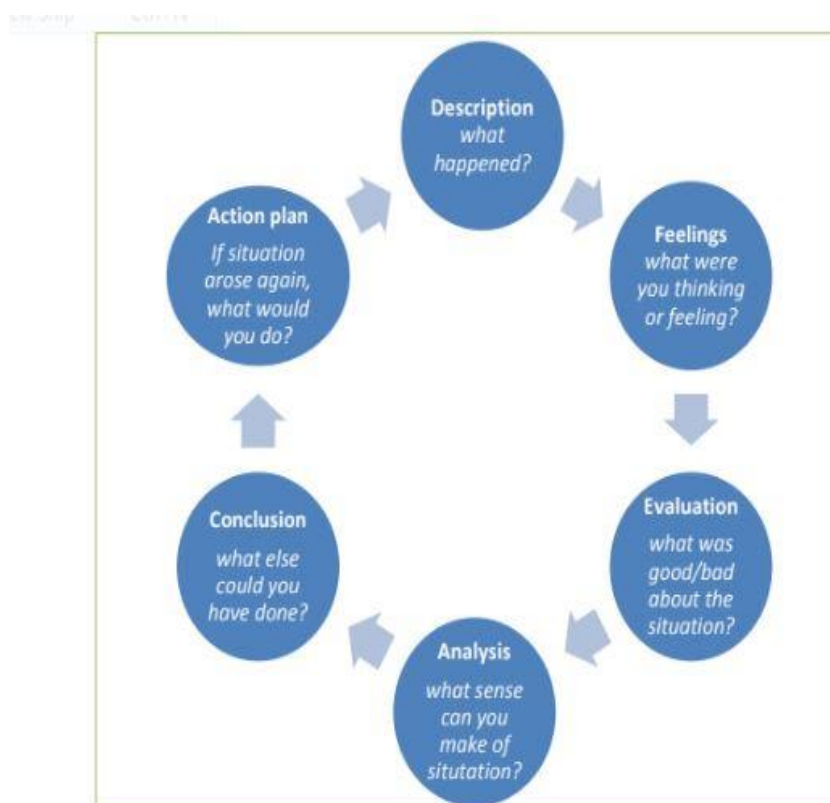 Description
what
happened?
Feelings
what were
you thinking
or feeling?
Evaluation
what was
good/bad
about the
situation?
Analysis
what sense
can you
make of
situtation?
Conclusion
what else
could you
have done?
Action plan
If situation
arose again,
what would
you do?